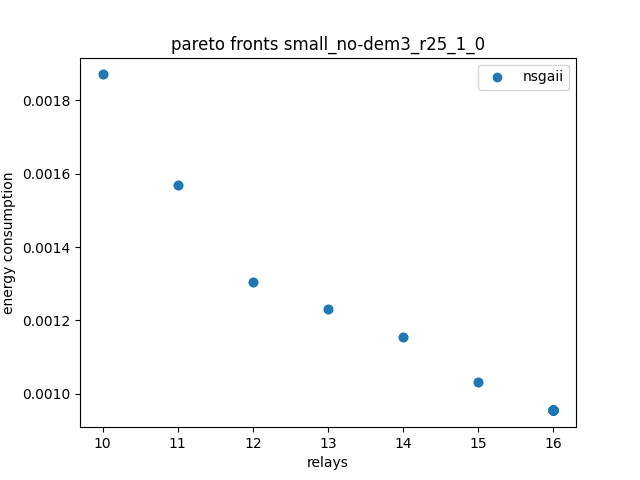 pareto fronts small_no-dem3_r25_1_0
nsgaii
energy consumption
0.0018
0.0016
0.0014
0.0012
0.0010
10 11 12 13 14 15 16
relays